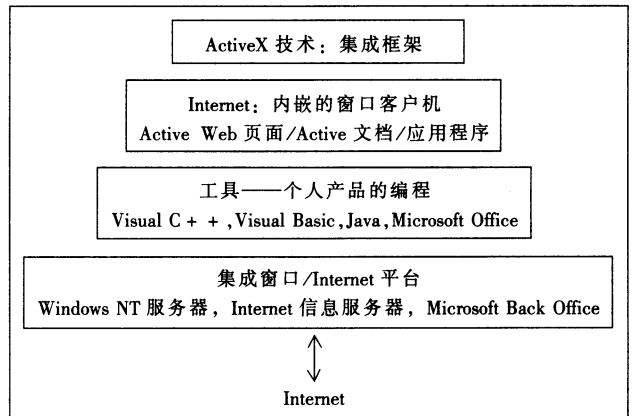 ActiveX 技术：集成框架
Internet：内嵌的窗口客户机
Active Web 页面/Active 文档/应用程序
工具——个人产品的编程
Visual C + + ,Visual Basic,Java,Microsoft Office
集成窗口/Internet 平台
Windows NT 服务器，Internet 信息服务器，Microsoft Back Office
Internet